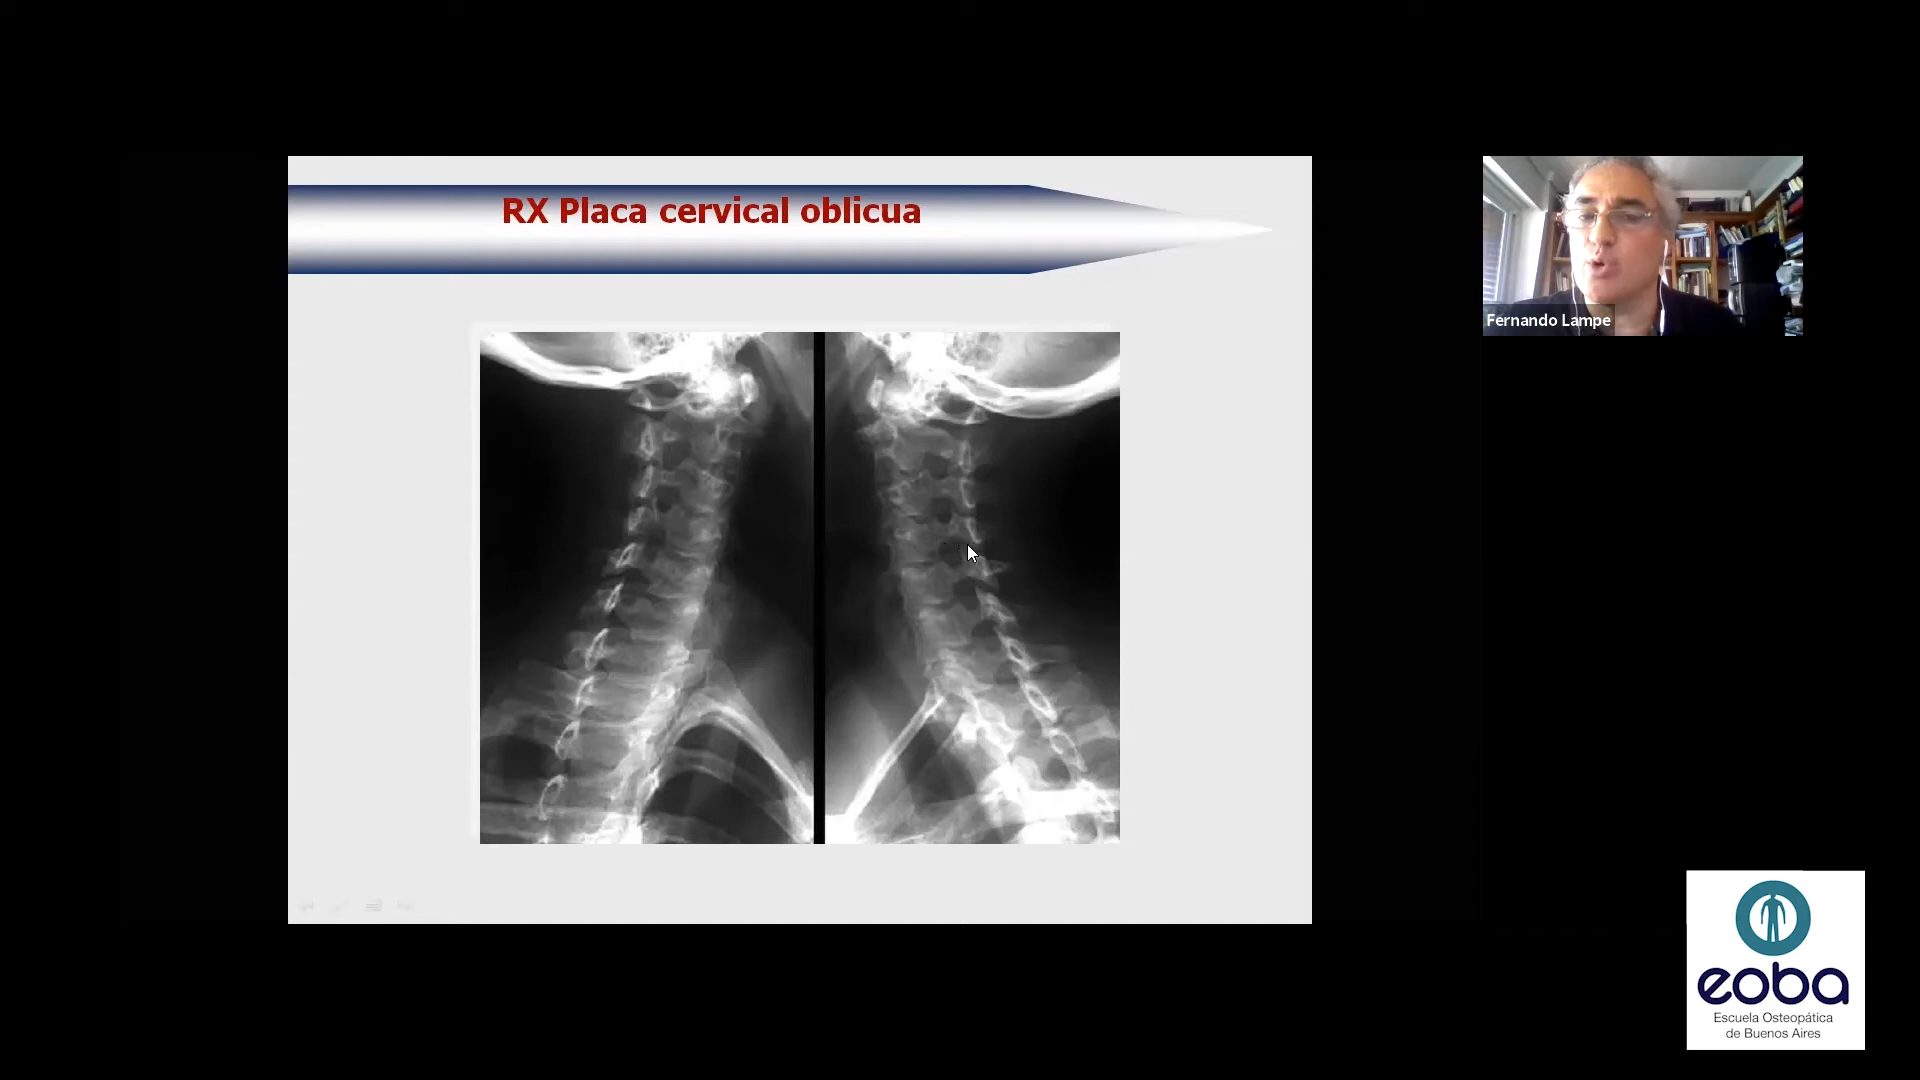 RX Placa cervical oblicua
Fernando Lampe
eoba
Escuela Osteopática
de Buenos Aires